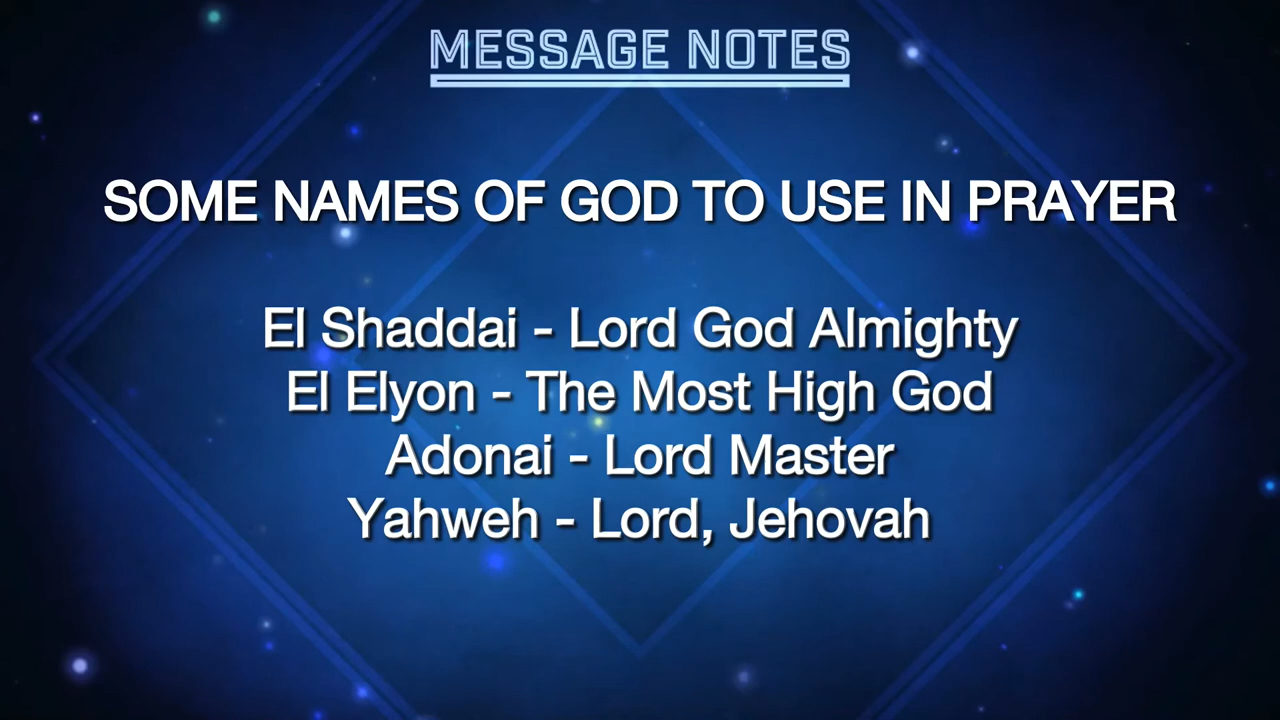 MESSAGE NOTES
SOME NAMES OF GOD TO USE IN PRAYER
El Shaddai - Lord God Almighty
El Elyon - The Most High God
Adonai - Lord Master
Yahweh - Lord, Jehovah